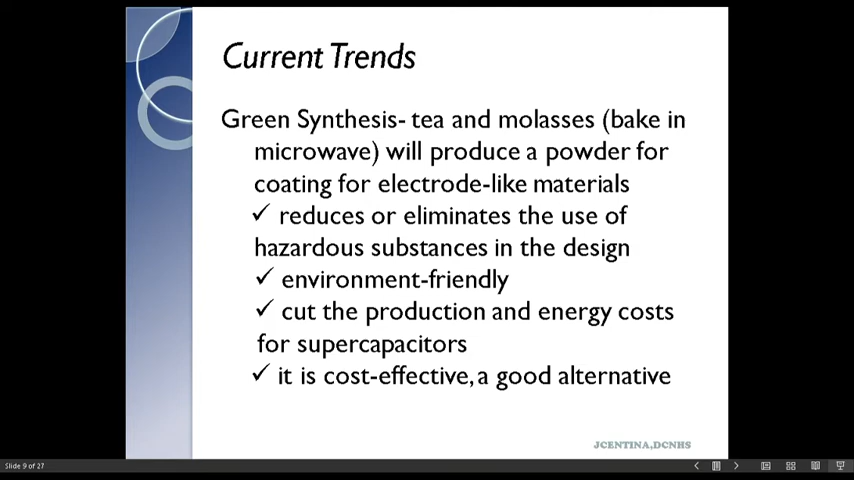 Current Trends
Green Synthesis- tea and molasses (bake in
microwave) will produce a powder for
coating for electrode-like materials
✓ reduces or eliminates the use of
hazardous substances in the design
✓ environment-friendly
✓ cut the production and energy costs
for supercapacitors
✓ it is cost-effective, a good alternative
JCENTINA,DCNHS
Slide 9 of 27